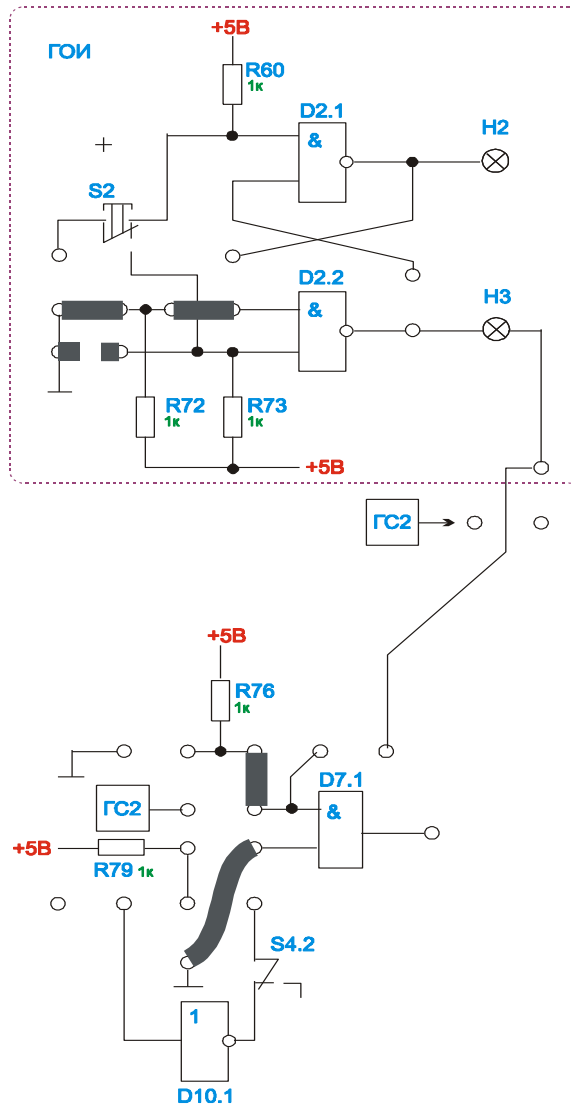 +5В
ГОИ
R60
1к
D2.1
&
H2
S2
D2.2
&
H3
R72
1к
R73
1к
+5В
ГС2
+5В
R76
1к
D7.1
&
ГС2
+5В
R79 1к
S4.2
1
D10.1